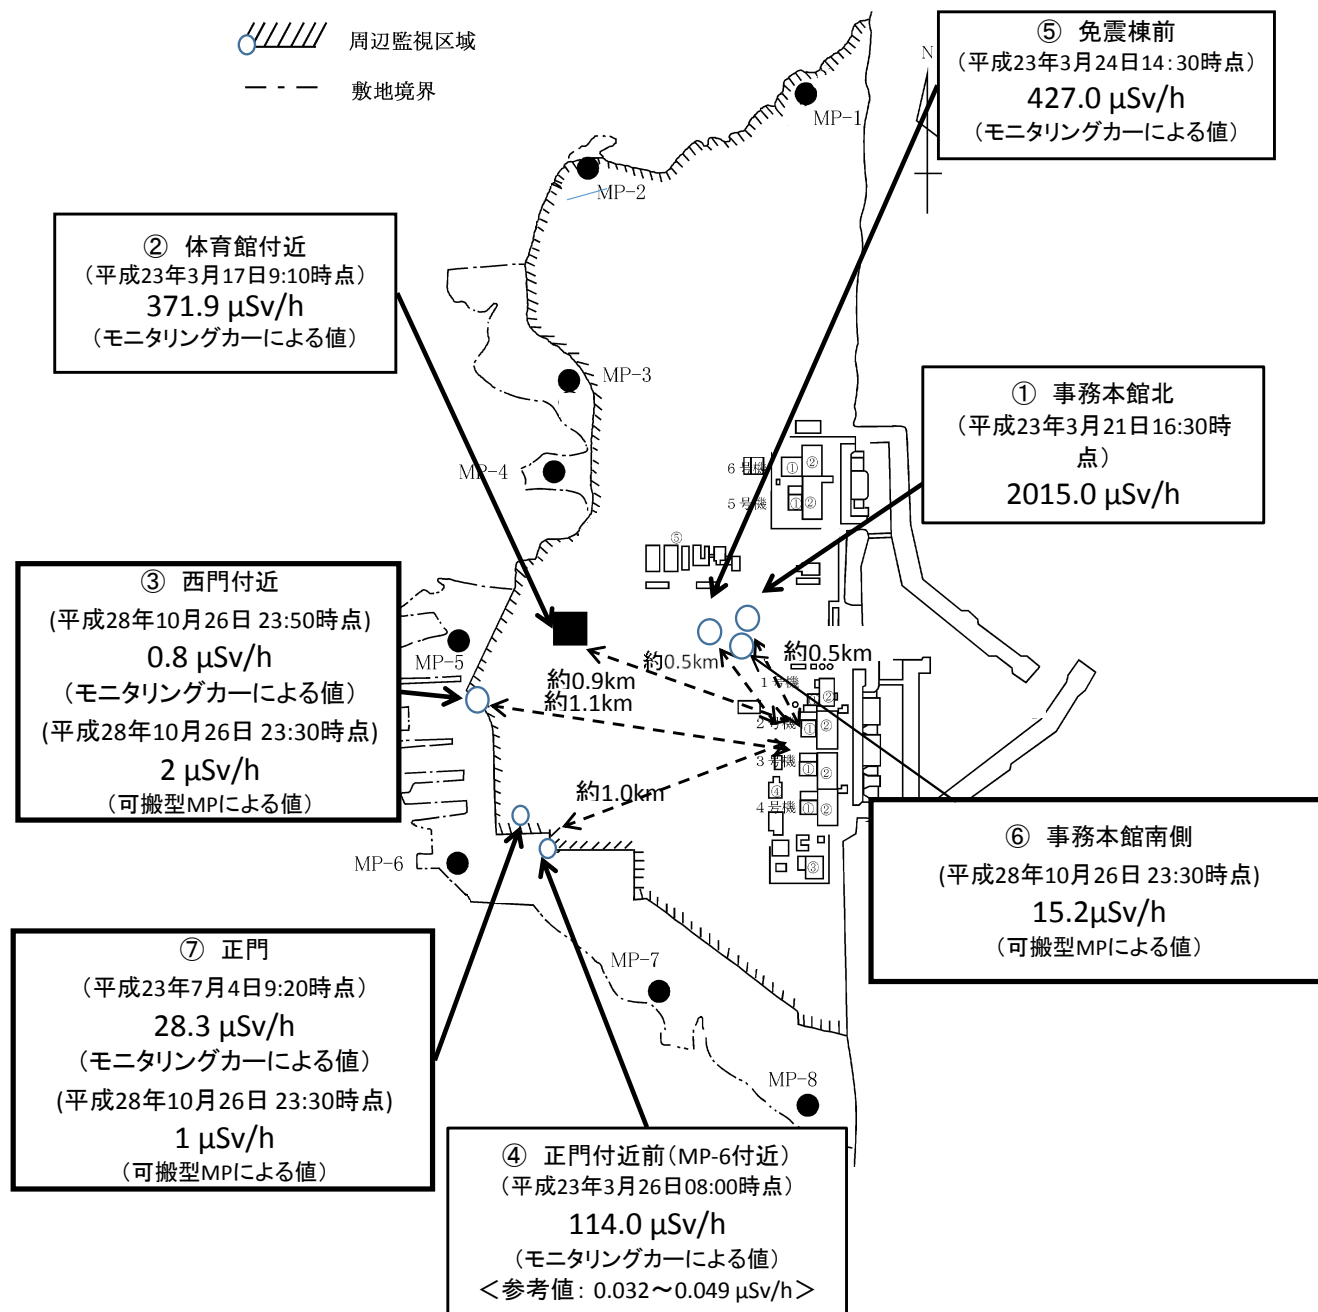 周辺監視区域
敷地境界
⑤ 免震棟前
(平成23年3月24日14:30時点)
427.0 μSv/h
(モニタリングカーによる値)
N
MP-1
MP-2
② 体育館付近
(平成23年3月17日9:10時点)
371.9 μSv/h
(モニタリングカーによる値)
MP-3
① 事務本館北
(平成23年3月21日16:30時
点)
2015.0 μSv/h
MP-4
6号機
①
②
5号機
①
②
⑤
③ 西門付近
(平成28年10月26日 23:50時点)
0.8 μSv/h
(モニタリングカーによる値)
(平成28年10月26日 23:30時点)
2 μSv/h
(可搬型MPによる値)
MP-5
約0.5km
約0.5km
約0.9km
約1.1km
1号機
②
2号機
①
②
3号機
①
②
④
4号機
①
②
③
約1.0km
MP-6
⑥ 事務本館南側
(平成28年10月26日 23:30時点)
15.2μSv/h
(可搬型MPによる値)
⑦ 正門
(平成23年7月4日9:20時点)
28.3 μSv/h
(モニタリングカーによる値)
(平成28年10月26日 23:30時点)
1 μSv/h
(可搬型MPによる値)
MP-7
MP-8
④ 正門付近前(MP-6付近)
(平成23年3月26日08:00時点)
114.0 μSv/h
(モニタリングカーによる値)
<参考値: 0.032~0.049 μSv/h>